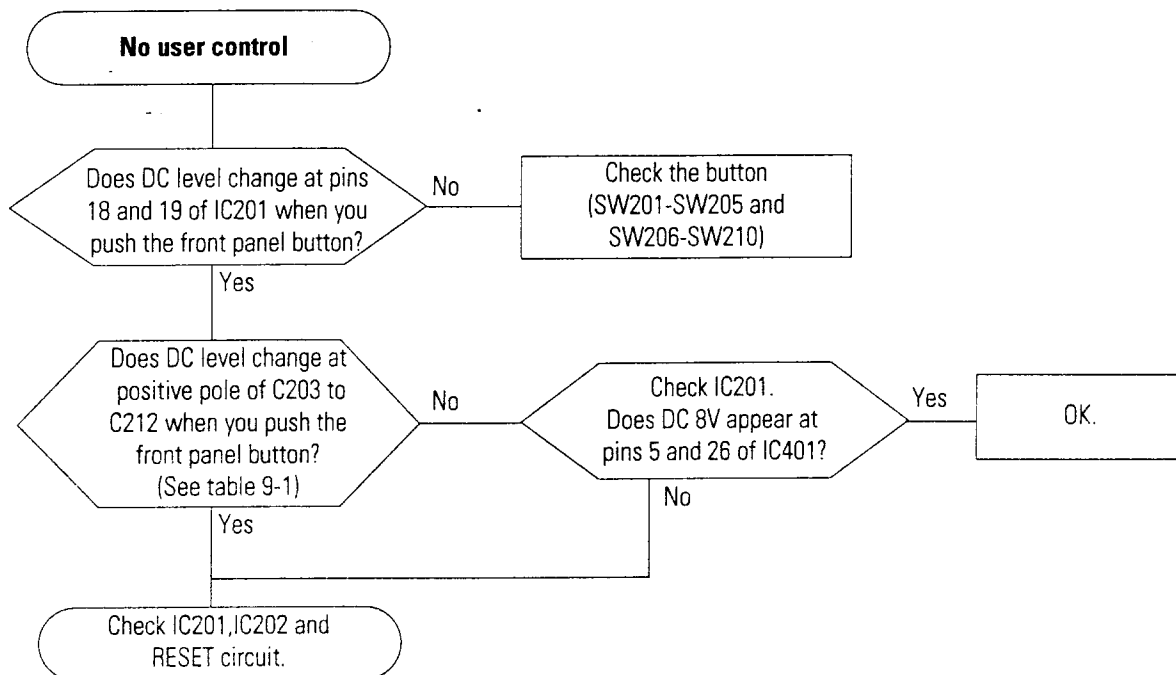 No user control
Does DC level change at pins
18 and 19 of IC201 when you
push the front panel button?
No
Check the button
(SW201-SW205 and
SW206-SW210)
Yes
Does DC level change at
positive pole of C203 to
C212 when you push the
front panel button?
(See table 9-1)
No
Check IC201.
Does DC 8V appear at
pins 5 and 26 of IC401?
Yes
OK.
No
Yes
Check IC201,IC202 and
RESET circuit.